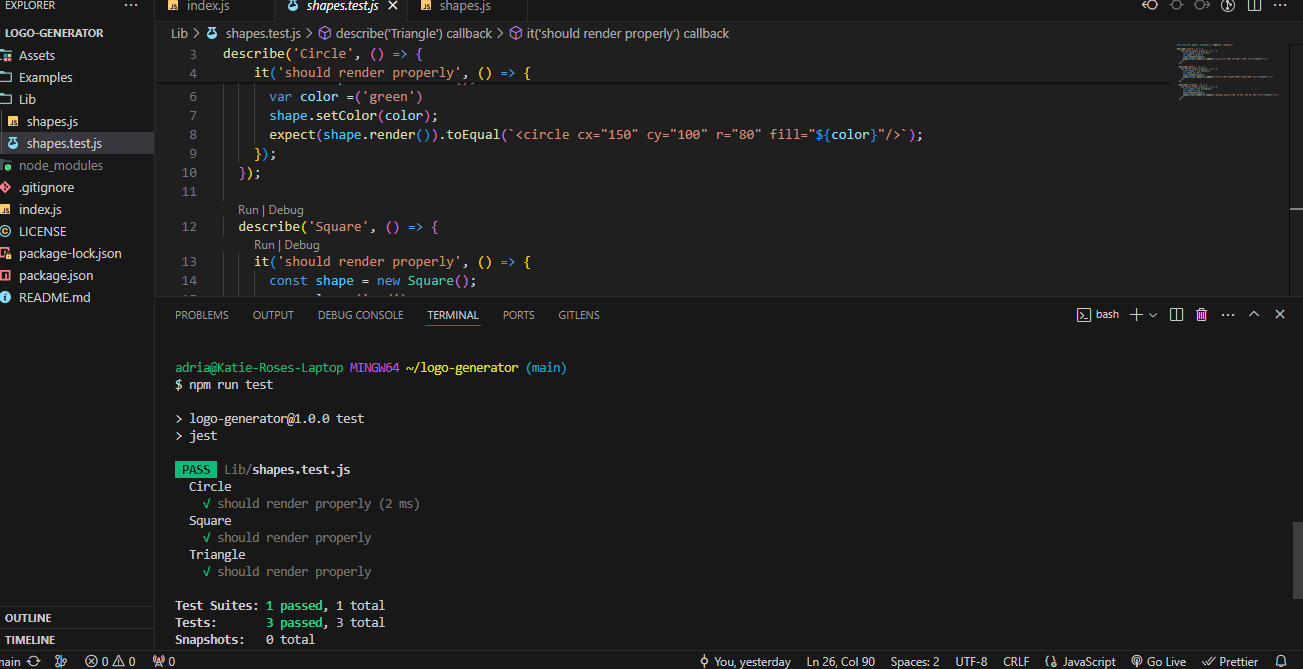 EXPLORER ··· index.js shapes.test.js shapes.js
LOGO-GENERATOR
Assets
Examples
Lib
shapes.js
shapes.test.js
node_modules
.gitignore
index.js
LICENSE
package-lock.json
package.json
README.md
OUTLINE
TIMELINE
Lib > shapes.test.js > describe('Triangle') callback > it('should render properly') callback
3 describe('Circle', () => {
4 it('should render properly', () => {
6 var color =('green')
7 shape.setColor(color);
8 expect(shape.render()).toEqual(`<circle cx="150" cy="100" r="80" fill="${color}"/>`);
9 });
10 });
11
Run | Debug
12 describe('Square', () => {
Run | Debug
13 it('should render properly', () => {
14 const shape = new Square();
PROBLEMS OUTPUT DEBUG CONSOLE TERMINAL PORTS GITLENS bash
adria@Katie-Roses-Laptop MINGW64 ~/logo-generator (main)
$ npm run test
> logo-generator@1.0.0 test
> jest
PASS Lib/shapes.test.js
Circle
√ should render properly (2 ms)
Square
√ should render properly
Triangle
√ should render properly
Test Suites: 1 passed, 1 total
Tests: 3 passed, 3 total
Snapshots: 0 total
main 0 0 0 You, yesterday Ln 26, Col 90 Spaces: 2 UTF-8 CRLF {} JavaScript Go Live Prettier